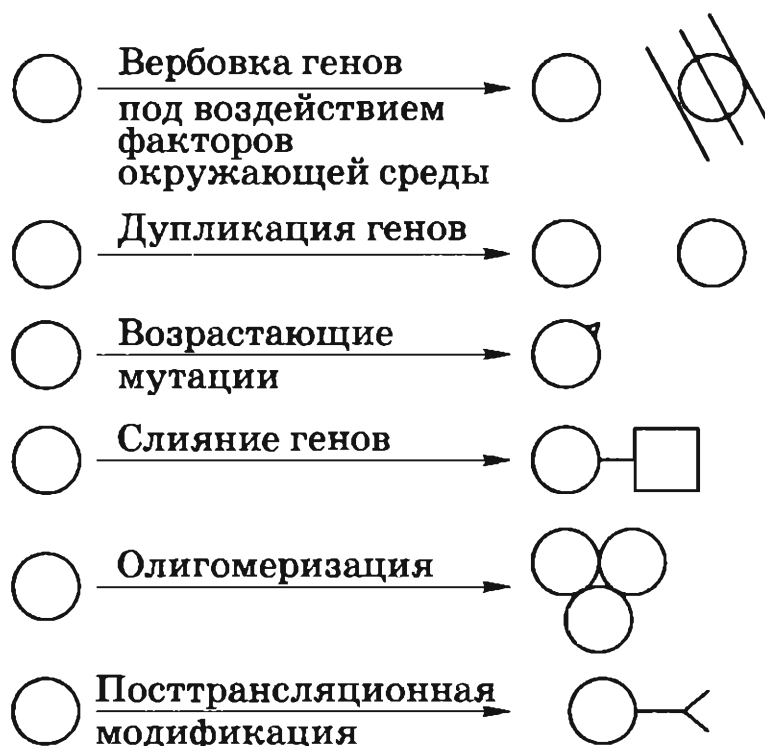 Вербовка генов
под воздействием
факторов
окружающей среды
Дупликация генов
Возрастающие
мутации
Слияние генов
Олигомеризация
Посттрансляционная
модификация